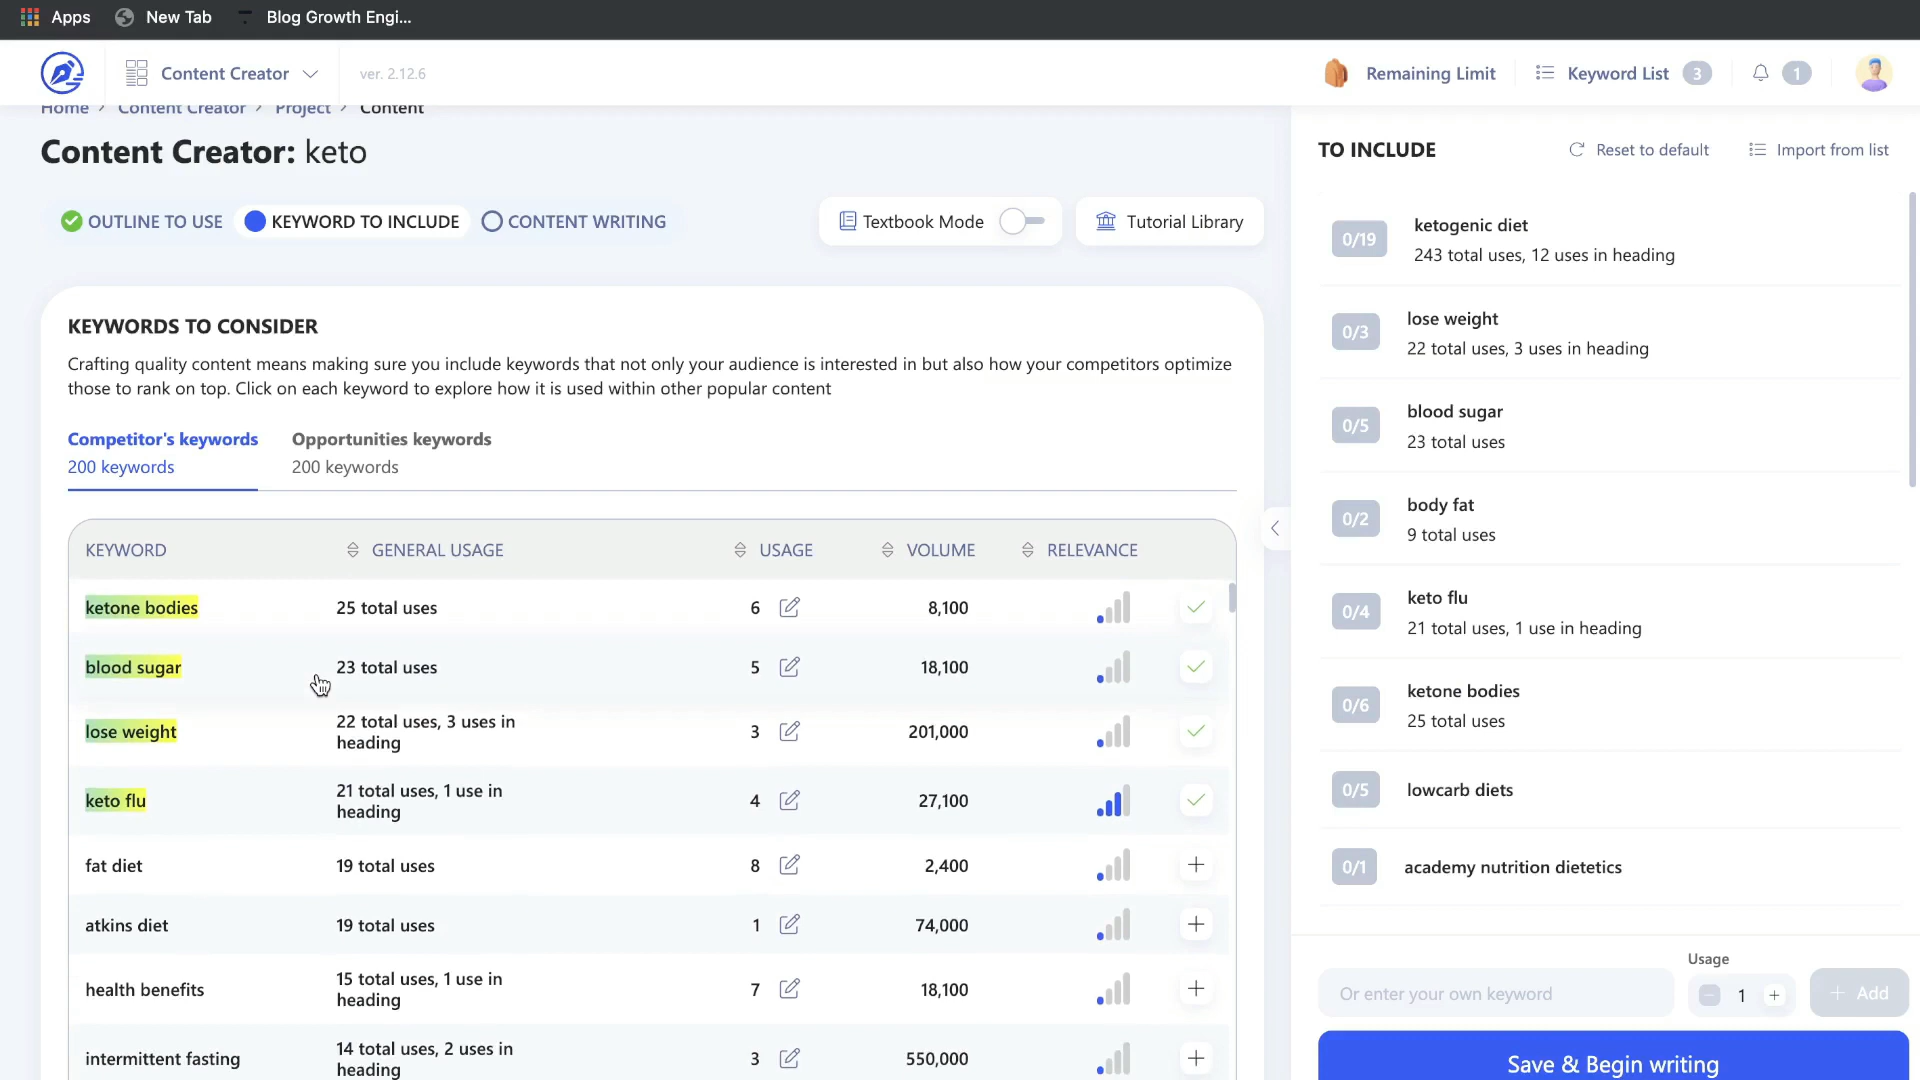 Apps New Tab Blog Growth Engi...
Content Creator ver. 2.12.6 Remaining Limit Keyword List 3 1
Home > Content Creator > Project > Content
Content Creator: keto
OUTLINE TO USE KEYWORD TO INCLUDE CONTENT WRITING Textbook Mode Tutorial Library
KEYWORDS TO CONSIDER
Crafting quality content means making sure you include keywords that not only your audience is interested in but also how your competitors optimize
those to rank on top. Click on each keyword to explore how it is used within other popular content
Competitor's keywords Opportunities keywords
200 keywords 200 keywords
KEYWORD GENERAL USAGE USAGE VOLUME RELEVANCE
ketone bodies 25 total uses 6 8,100
blood sugar 23 total uses 5 18,100
lose weight 22 total uses, 3 uses in
heading 3 201,000
keto flu 21 total uses, 1 use in
heading 4 27,100
fat diet 19 total uses 8 2,400
atkins diet 19 total uses 1 74,000
health benefits 15 total uses, 1 use in
heading 7 18,100
intermittent fasting 14 total uses, 2 uses in
heading 3 550,000
TO INCLUDE Reset to default Import from list
0/19 ketogenic diet
243 total uses, 12 uses in heading
0/3 lose weight
22 total uses, 3 uses in heading
0/5 blood sugar
23 total uses
0/2 body fat
9 total uses
0/4 keto flu
21 total uses, 1 use in heading
0/6 ketone bodies
25 total uses
0/5 lowcarb diets
0/1 academy nutrition dietetics
Usage
Or enter your own keyword 1 + Add
Save & Begin writing